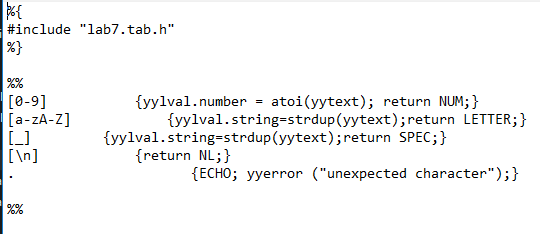 %{
#include "lab7.tab.h"
%}
%%
[0-9] {yylval.number = atoi(yytext); return NUM;}
[a-zA-Z] {yylval.string=strdup(yytext);return LETTER;}
[_] {yylval.string=strdup(yytext);return SPEC;}
[\n] {return NL;}
. {ECHO; yyerror ("unexpected character");}
%%